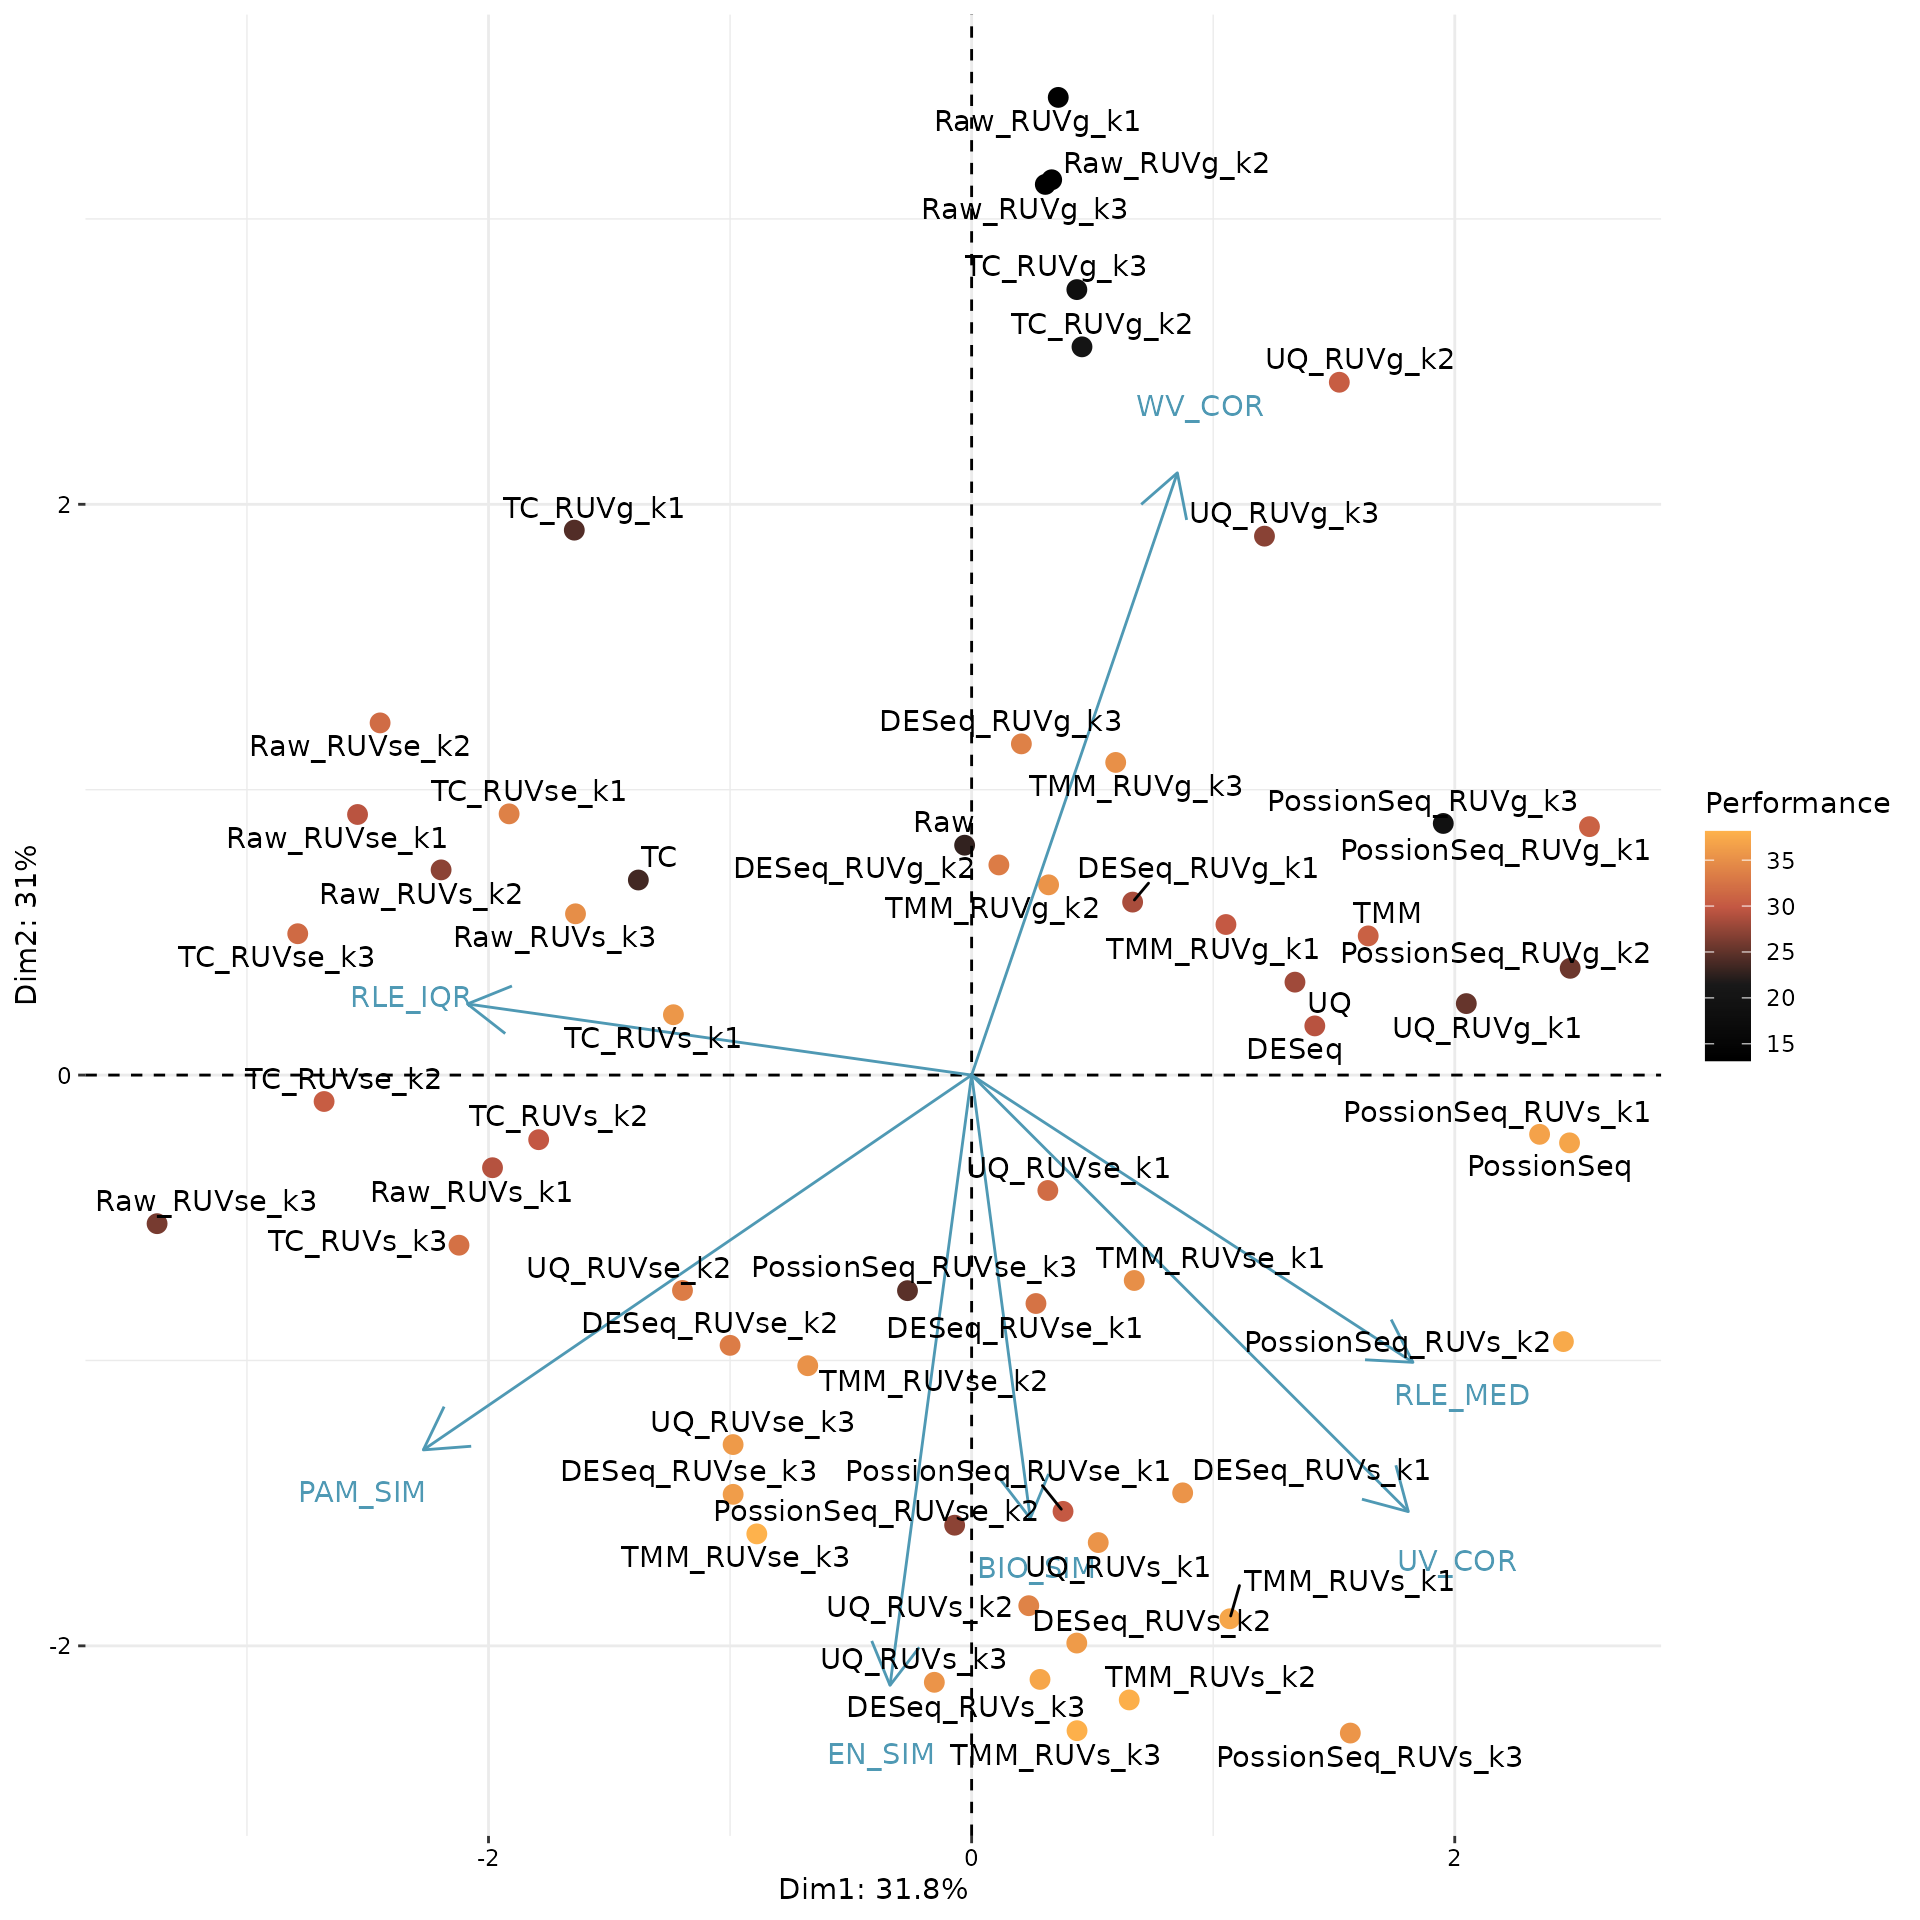 Raw_RUVg_k1
Raw_RUVg_k2
Raw_RUVg_k3
TC_RUVg_k3
TC_RUVg_k2
UQ_RUVg_k2
WV_COR
2
TC_RUVg_k1
UQ_RUVg_k3
DESeq_RUVg_k3
Raw_RUVse_k2
TMM_RUVg_k3
TC_RUVse_k1
PossionSeq_RUVg_k3
Performance
Raw
Raw_RUVse_k1
PossionSeq_RUVg_k1
TC
DESeq_RUVg_k2
DESeq_RUVg_k1
35
Raw_RUVs_k2
TMM_RUVg_k2
TMM
30
Raw_RUVs_k3
TMM_RUVg_k1
PossionSeq_RUVg_k2
25
TC_RUVse_k3
Dim2: 31%
RLE_IQR
UQ
20
TC_RUVs_k1
UQ_RUVg_k1
DESeq
15
0
TC_RUVse_k2
TC_RUVs_k2
PossionSeq_RUVs_k1
UQ_RUVse_k1
PossionSeq
Raw_RUVs_k1
Raw_RUVse_k3
TC_RUVs_k3
UQ_RUVse_k2
PossionSeq_RUVse_k3
TMM_RUVse_k1
DESeq_RUVse_k2
DESeq_RUVse_k1
PossionSeq_RUVs_k2
TMM_RUVse_k2
RLE_MED
UQ_RUVse_k3
DESeq_RUVse_k3
PossionSeq_RUVse_k1
DESeq_RUVs_k1
PAM_SIM
PossionSeq_RUVse_k2
TMM_RUVse_k3
BIO_SIM
UQ_RUVs_k1
UV_COR
TMM_RUVs_k1
UQ_RUVs_k2
DESeq_RUVs_k2
-2
UQ_RUVs_k3
TMM_RUVs_k2
DESeq_RUVs_k3
EN_SIM
TMM_RUVs_k3
PossionSeq_RUVs_k3
-2
0
2
Dim1: 31.8%